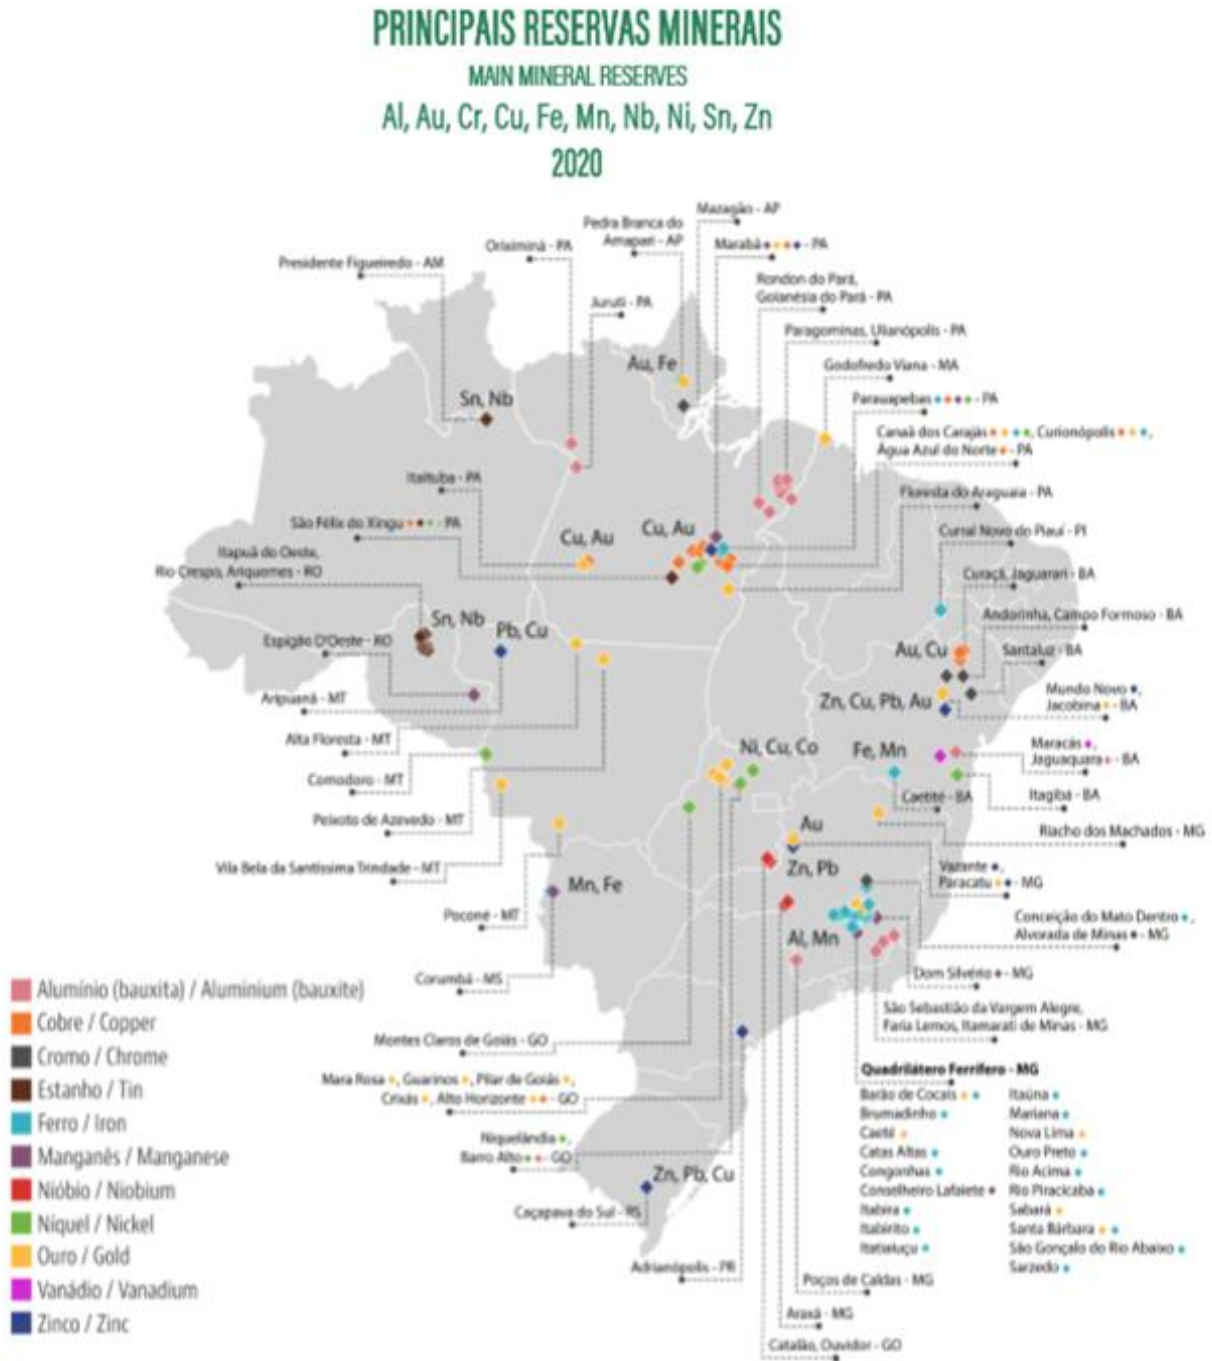 PRINCIPAIS RESERVAS MINERAIS
MAIN MINERAL RESERVES
Al, Au, Cr, Cu, Fe, Mn, Nb, Ni, Sn, Zn
2020
Mazagão - AP
Pedra Branca do
Amapari - AP
Oriximiná - PA
Marabá - PA
Presidente Figueiredo - AM
Rondon do Pará,
Goianésia do Pará - PA
Juruti - PA
Paragominas, Ulianópolis - PA
Au, Fe
Godofredo Viana - MA
Sn, Nb
Parauapebas - PA
Canaã dos Carajás, Curionópolis,
Água Azul do Norte - PA
Itaituba - PA
Floresta do Araguaia - PA
São Félix do Xingu - PA
Cu, Au
Cu, Au
Curral Novo do Piauí - PI
Itapuã do Oeste,
Rio Crespo, Ariquemes - RO
Curaçá, Jaguarari - BA
Andorinha, Campo Formoso - BA
Sn, Nb
Pb, Cu
Espigão D'Oeste - RO
Au, Cu
Santaluz - BA
Aripuanã - MT
Zn, Cu, Pb, Au
Mundo Novo,
Jacobina - BA
Alta Floresta - MT
Ni, Cu, Co
Fe, Mn
Maracás,
Jaguaquara - BA
Comodoro - MT
Caetité - BA
Itagibá - BA
Peixoto de Azevedo - MT
Au
Riacho dos Machados - MG
Vila Bela da Santíssima Trindade - MT
Zn, Pb
Vazante,
Paracatu - MG
Mn, Fe
Poconé - MT
Conceição do Mato Dentro,
Alvorada de Minas - MG
Al, Mn
Corumbá - MS
Dom Silvério - MG
Alumínio (bauxita) / Aluminium (bauxite)
Cobre / Copper
Cromo / Chrome
Estanho / Tin
Ferro / Iron
Manganês / Manganese
Nióbio / Niobium
Níquel / Nickel
Ouro / Gold
Vanádio / Vanadium
Zinco / Zinc
São Sebastião da Vargem Alegre,
Faria Lemos, Itamarati de Minas - MG
Montes Claros de Goiás - GO
Mara Rosa, Guarinos, Pilar de Goiás,
Crixás, Alto Horizonte - GO
Niquelândia,
Barro Alto - GO
Zn, Pb, Cu
Caçapava do Sul - RS
Adrianópolis - PR
Quadrilátero Ferrífero - MG
Barão de Cocais
Brumadinho
Caeté
Catas Altas
Congonhas
Conselheiro Lafaiete
Itabira
Itabirito
Itatiaiuçu
Itaúna
Mariana
Nova Lima
Ouro Preto
Rio Acima
Rio Piracicaba
Sabará
Santa Bárbara
São Gonçalo do Rio Abaixo
Sarzedo
Poços de Caldas - MG
Araxá - MG
Catalão, Ouvidor - GO